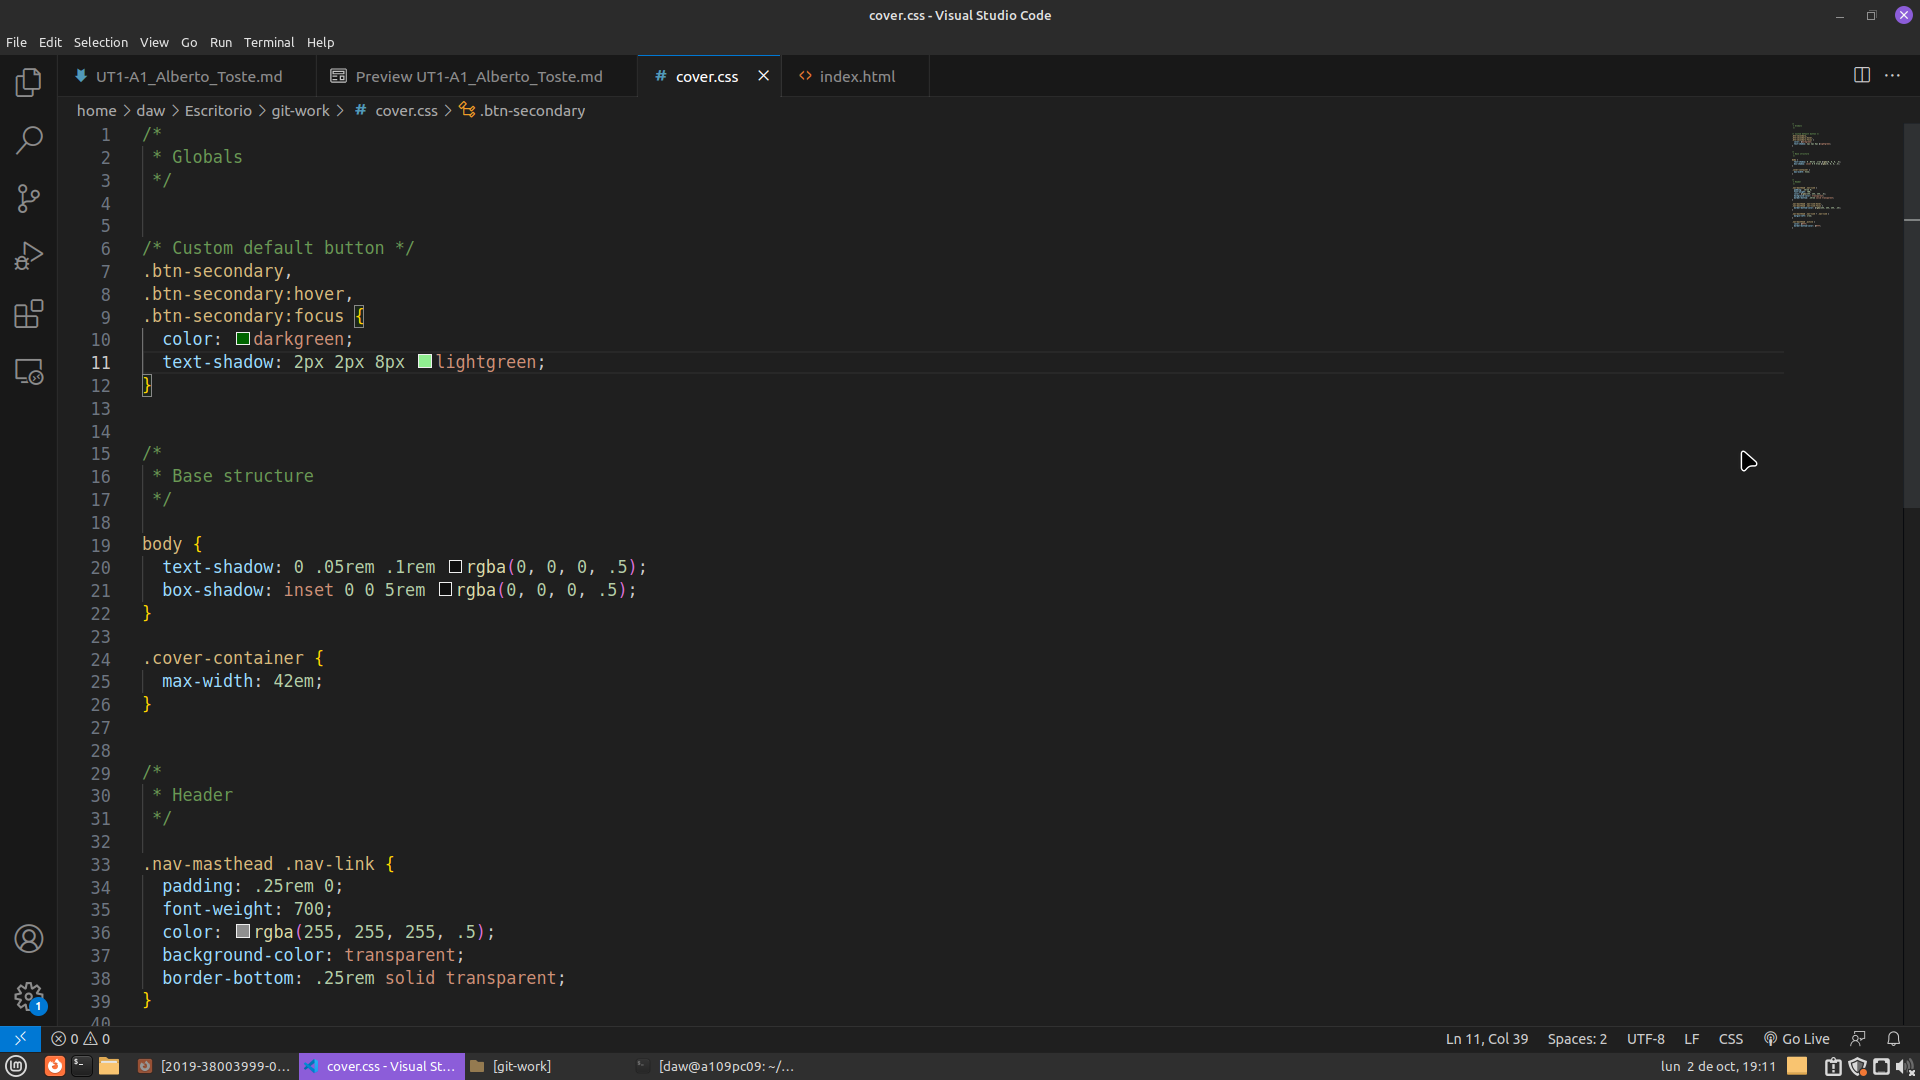 cover.css - Visual Studio Code
File Edit Selection View Go Run Terminal Help
UT1-A1_Alberto_Toste.md Preview UT1-A1_Alberto_Toste.md # cover.css index.html
home > daw > Escritorio > git-work > # cover.css > .btn-secondary
1 /*
2  * Globals
3  */
4
5
6 /* Custom default button */
7 .btn-secondary,
8 .btn-secondary:hover,
9 .btn-secondary:focus {
10   color: darkgreen;
11   text-shadow: 2px 2px 8px lightgreen;
12 }
13
14
15 /*
16  * Base structure
17  */
18
19 body {
20   text-shadow: 0 .05rem .1rem rgba(0, 0, 0, .5);
21   box-shadow: inset 0 0 5rem rgba(0, 0, 0, .5);
22 }
23
24 .cover-container {
25   max-width: 42em;
26 }
27
28
29 /*
30  * Header
31  */
32
33 .nav-masthead .nav-link {
34   padding: .25rem 0;
35   font-weight: 700;
36   color: rgba(255, 255, 255, .5);
37   background-color: transparent;
38   border-bottom: .25rem solid transparent;
39 }
40
1
0 0 Ln 11, Col 39 Spaces: 2 UTF-8 LF CSS Go Live
[2019-38003999-0... cover.css - Visual St... [git-work] [daw@a109pc09: ~/... lun 2 de oct, 19:11